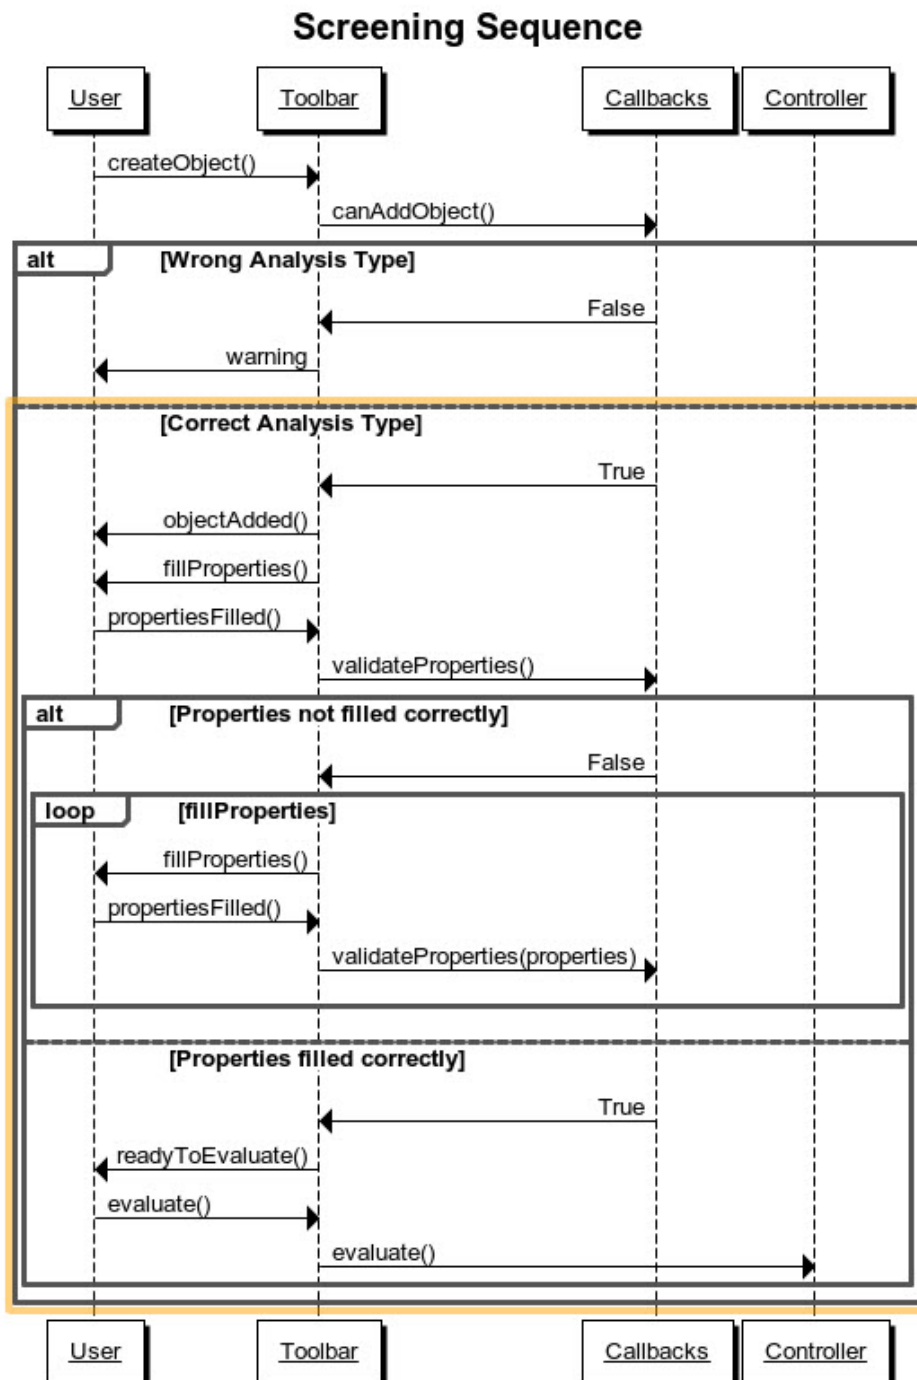 Screening Sequence
User Toolbar Callbacks Controller
createObject()
canAddObject()
alt [Wrong Analysis Type]
False
warning
[Correct Analysis Type]
True
objectAdded()
fillProperties()
propertiesFilled()
validateProperties()
alt [Properties not filled correctly]
False
loop [fillProperties]
fillProperties()
propertiesFilled()
validateProperties(properties)
[Properties filled correctly]
True
readyToEvaluate()
evaluate()
evaluate()
User Toolbar Callbacks Controller